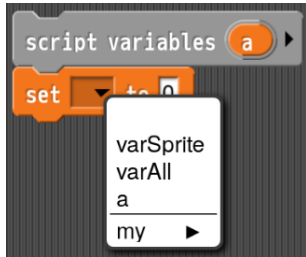 script variables a
set to 0
varSprite
varAll
a
my